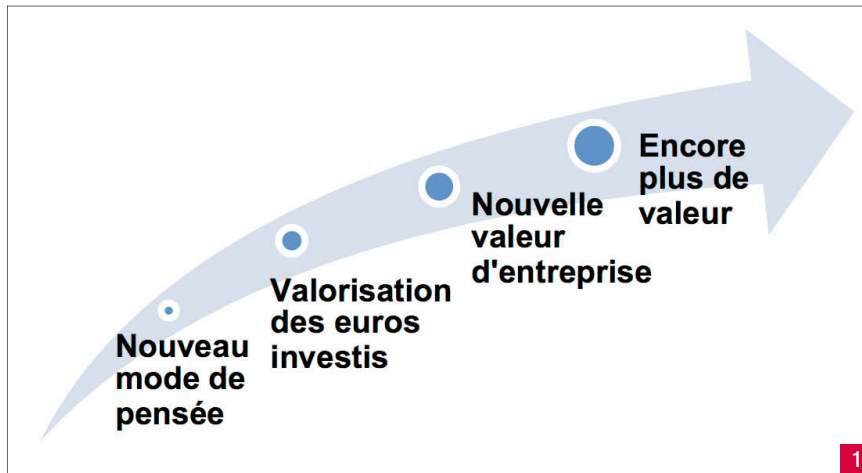 Nouveau
mode de
pensée
Valorisation
des euros
investis
Nouvelle
valeur
d'entreprise
Encore
plus de
valeur
1